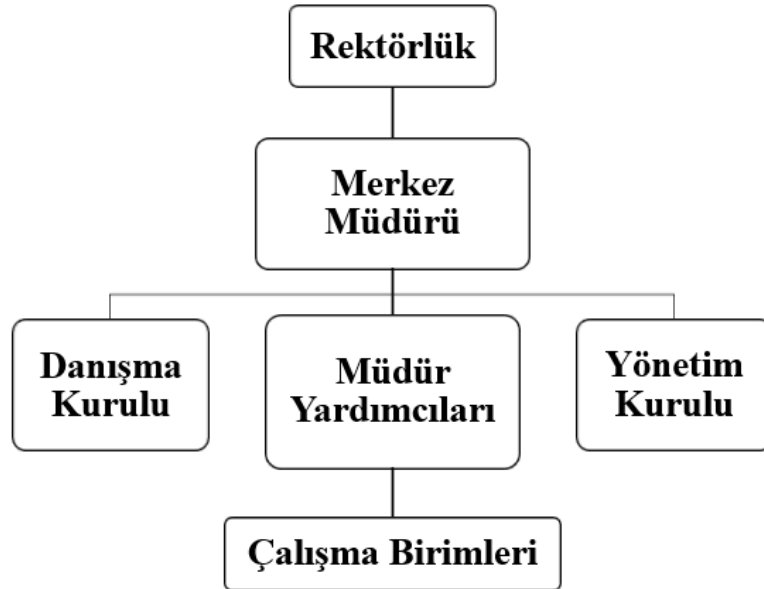 Rektörlük
Merkez
Müdürü
Danışma
Kurulu
Müdür
Yardımcıları
Yönetim
Kurulu
Çalışma Birimleri